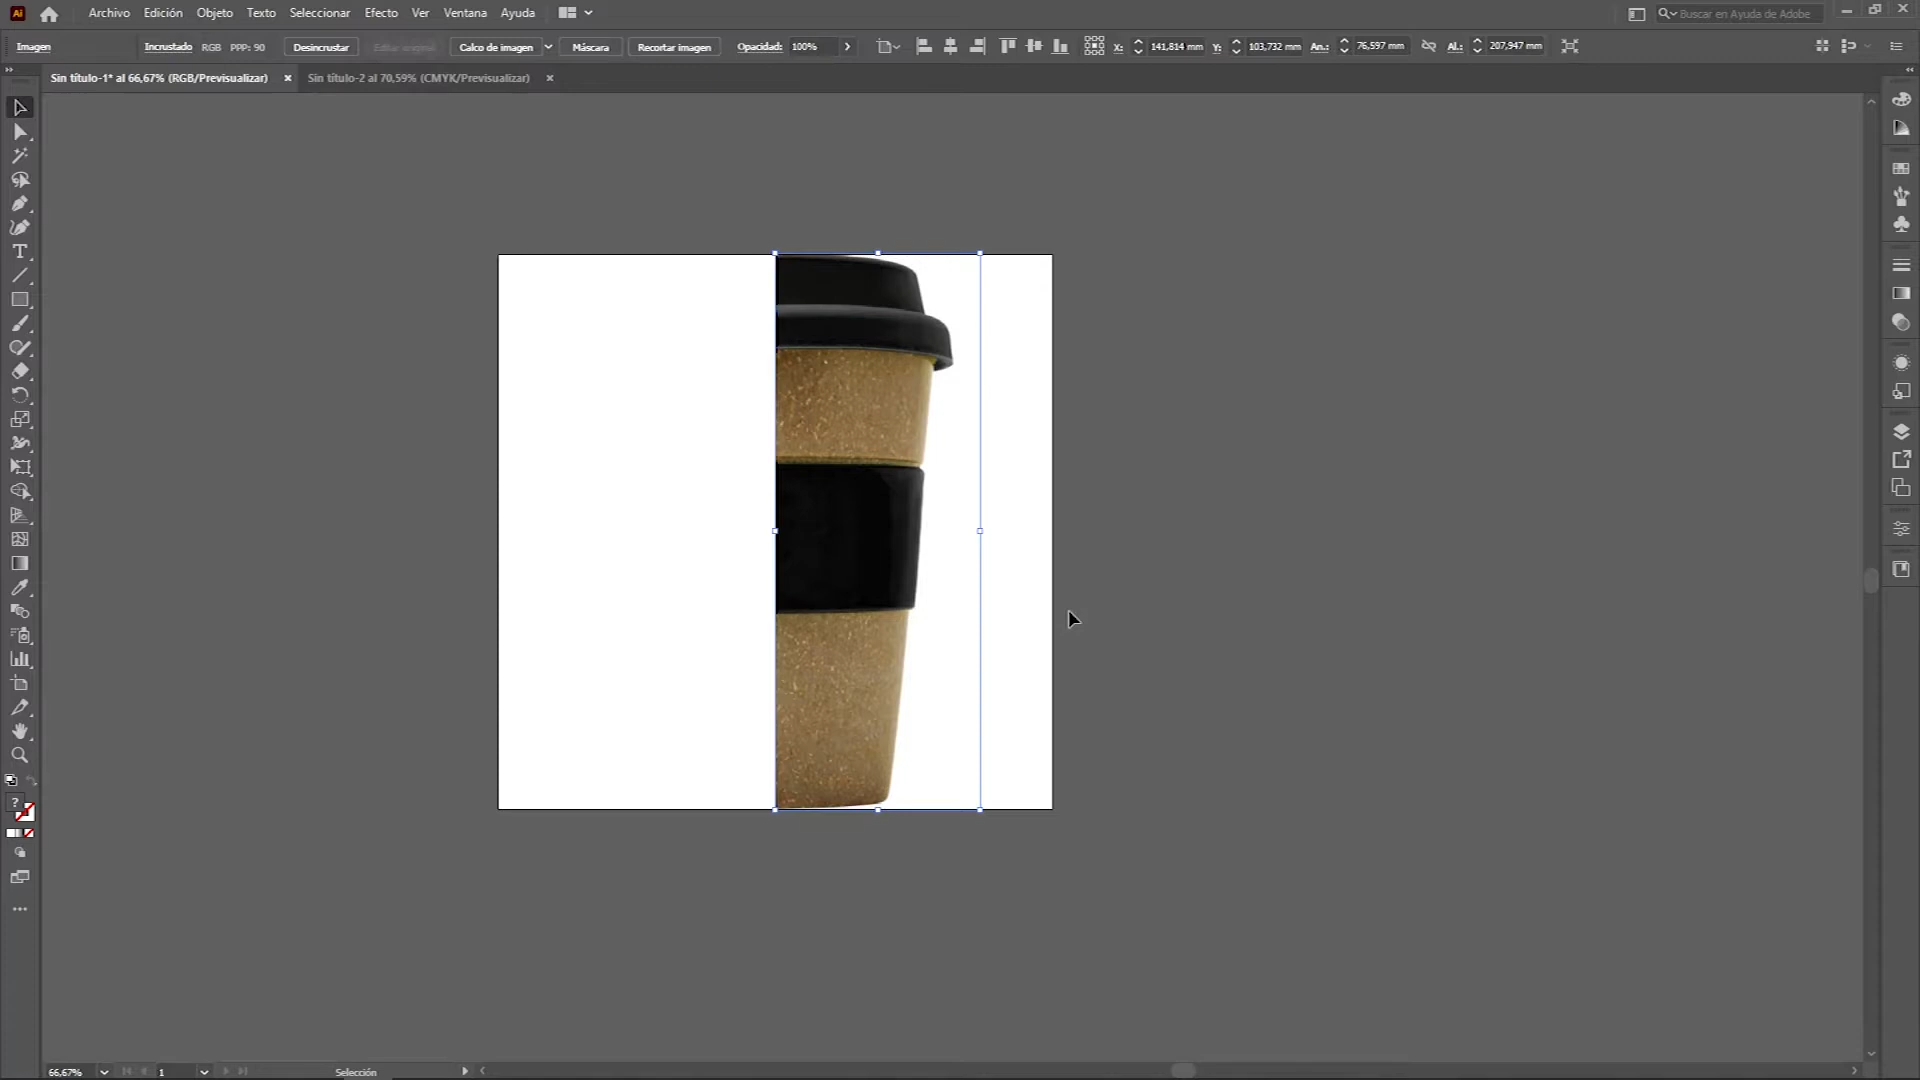 Ai Archivo Edición Objeto Texto Seleccionar Efecto Ver Ventana Ayuda Buscar en Ayuda de Adobe
Imagen Incrustado RGB PPP: 90 Desincrustar Editar original Calco de imagen Máscara Recortar imagen Opacidad: 100% X: 141,814 mm Y: 103,732 mm An.: 76,597 mm Al.: 207,947 mm
Sin título-1* al 66,67% (RGB/Previsualizar) Sin título-2 al 70,59% (CMYK/Previsualizar)
T
?
66,67% 1 Selección